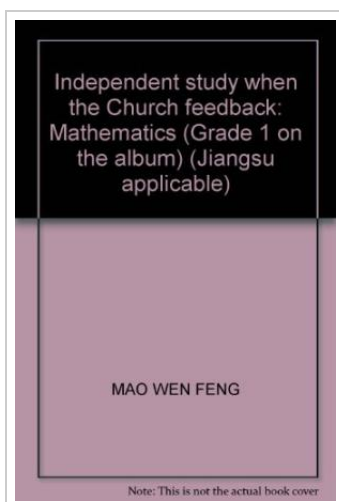 Independent study when
the Church feedback:
Mathematics (Grade 1 on
the album) (Jiangsu
applicable)
MAO WEN FENG
Note: This is not the actual book cover